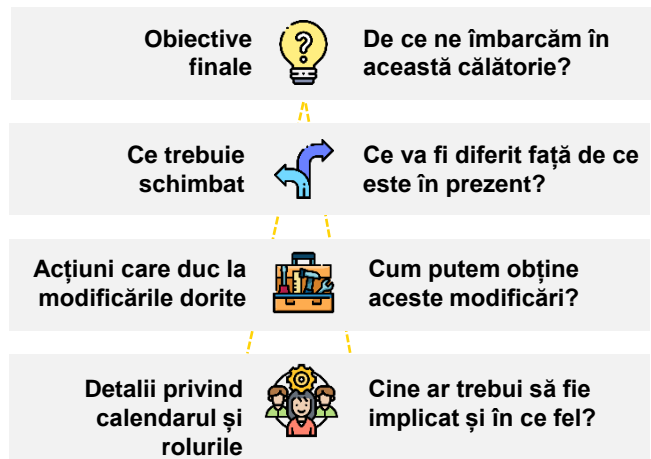 Obiective
finale
De ce ne îmbarcăm în
această călătorie?
Ce trebuie
schimbat
Ce va fi diferit față de ce
este în prezent?
Acțiuni care duc la
modificările dorite
Cum putem obține
aceste modificări?
Detalii privind
calendarul și
rolurile
Cine ar trebui să fie
implicat și în ce fel?